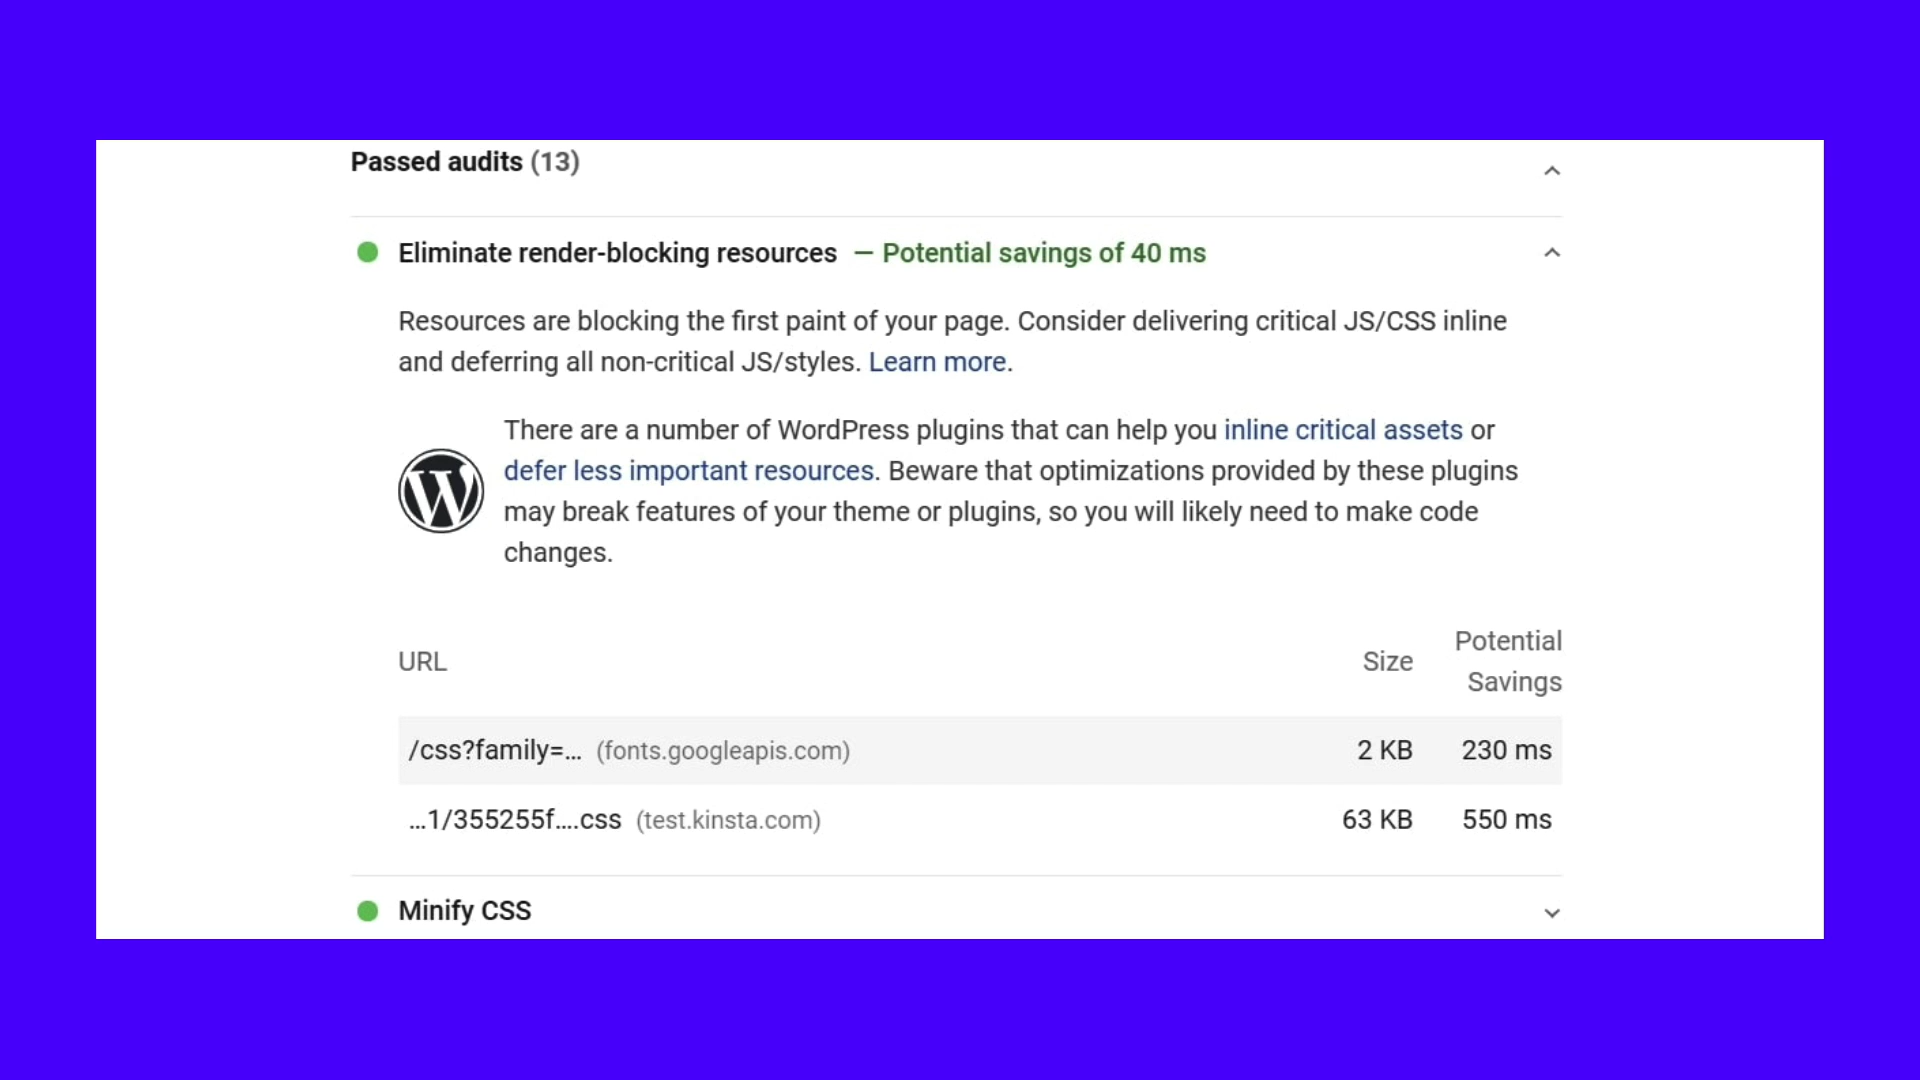 Passed audits (13)
Eliminate render-blocking resources — Potential savings of 40 ms
Resources are blocking the first paint of your page. Consider delivering critical JS/CSS inline
and deferring all non-critical JS/styles. Learn more.
There are a number of WordPress plugins that can help you inline critical assets or
defer less important resources. Beware that optimizations provided by these plugins
may break features of your theme or plugins, so you will likely need to make code
changes.
URL Size Potential Savings
/css?family=… (fonts.googleapis.com) 2 KB 230 ms
…1/355255f….css (test.kinsta.com) 63 KB 550 ms
Minify CSS